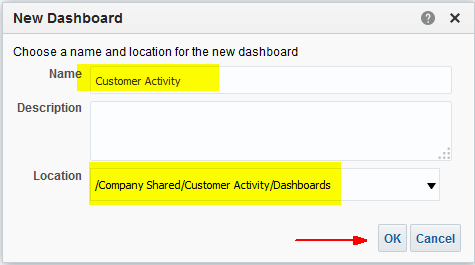 New Dashboard
Choose a name and location for the new dashboard
Name Customer Activity
Description
Location /Company Shared/Customer Activity/Dashboards
OK Cancel